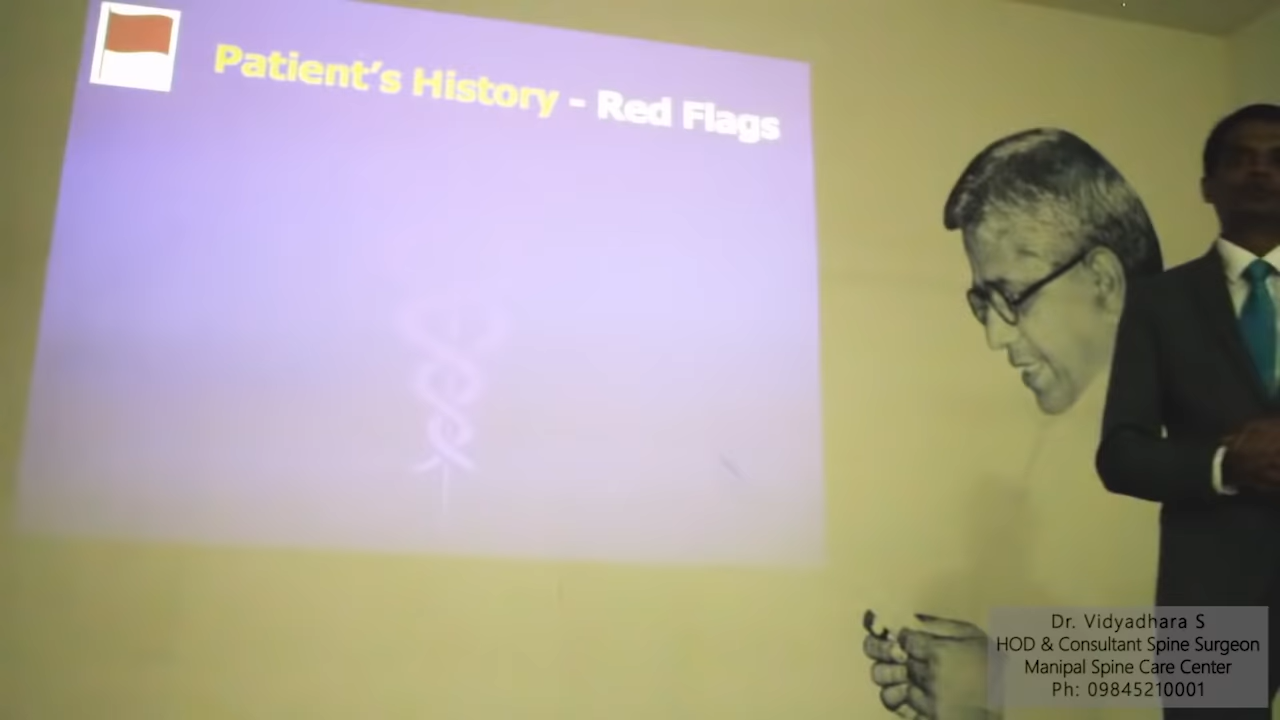 Patient's History - Red Flags
Dr. Vidyadhara S
HOD & Consultant Spine Surgeon
Manipal Spine Care Center
Ph: 09845210001